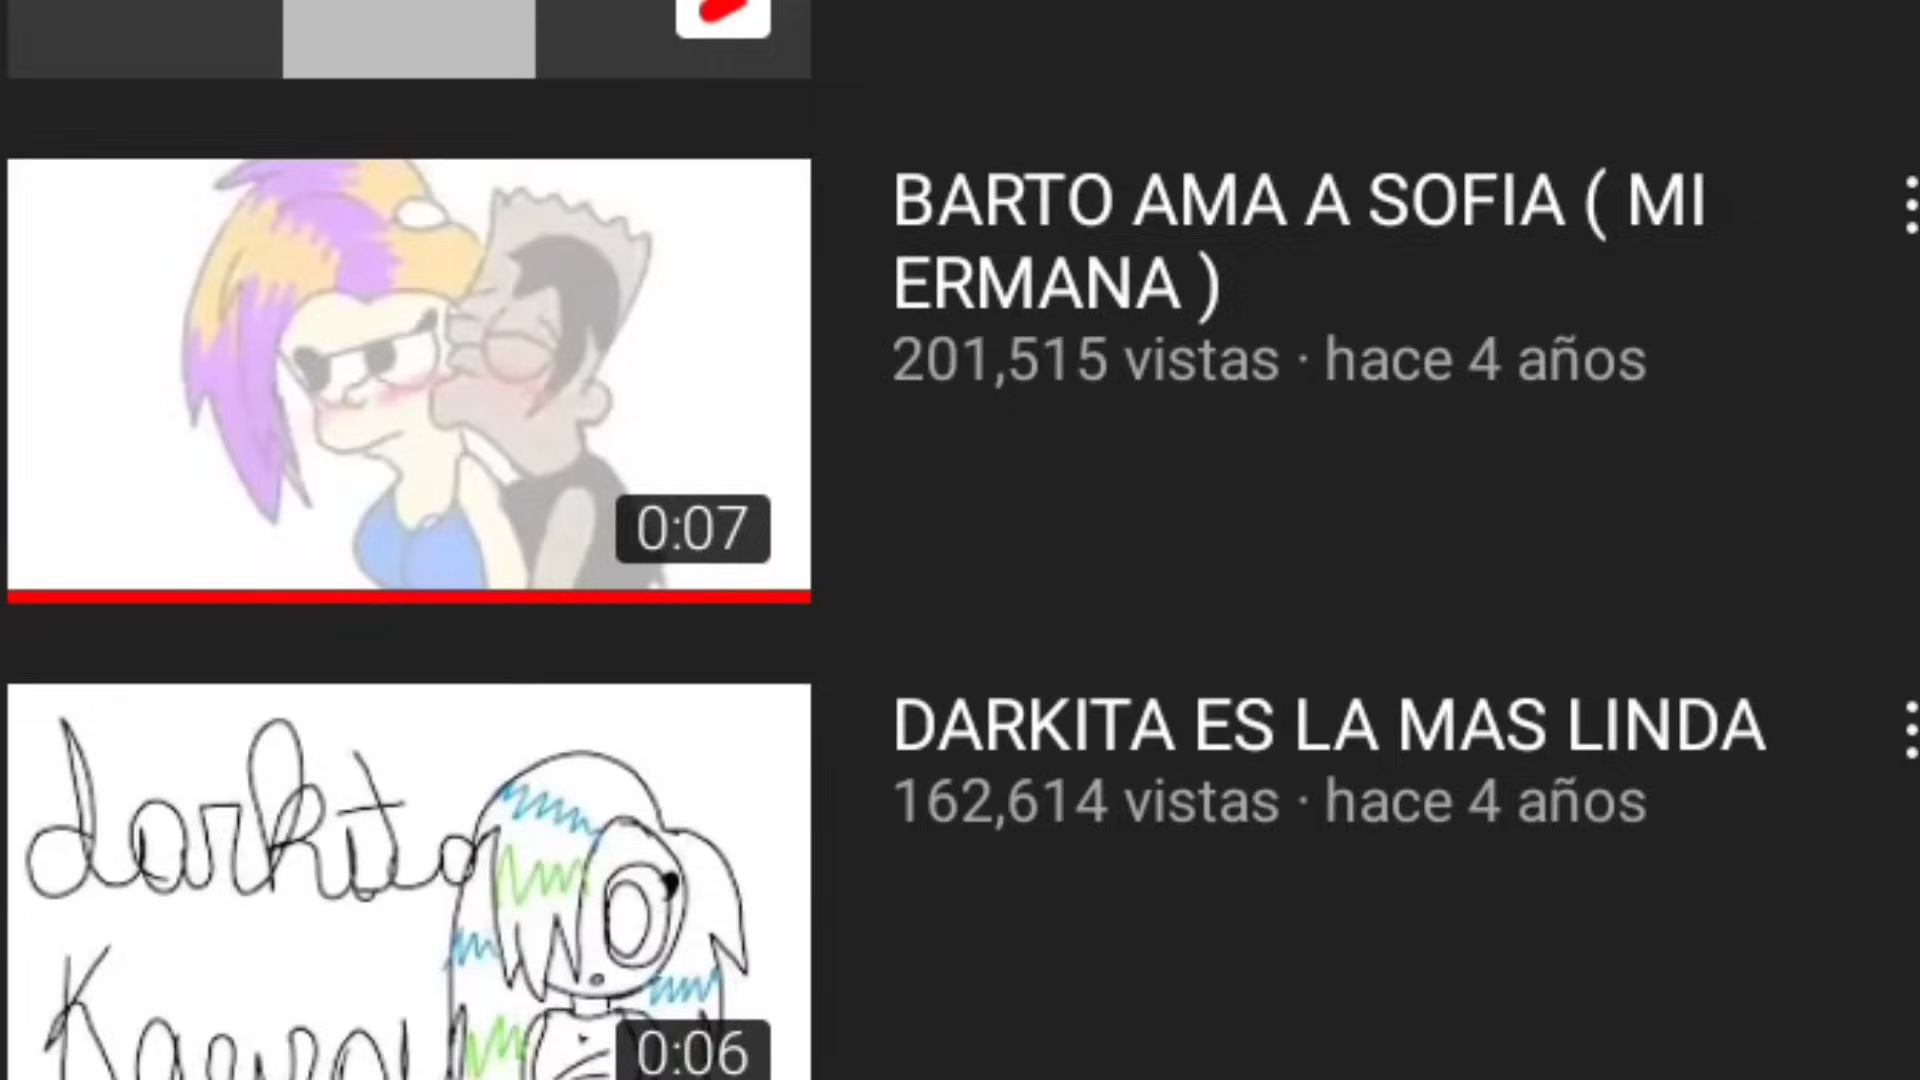 BARTO AMA A SOFIA ( MI
ERMANA )
201,515 vistas · hace 4 años
0:07
DARKITA ES LA MAS LINDA
162,614 vistas · hace 4 años
darkita
0:06